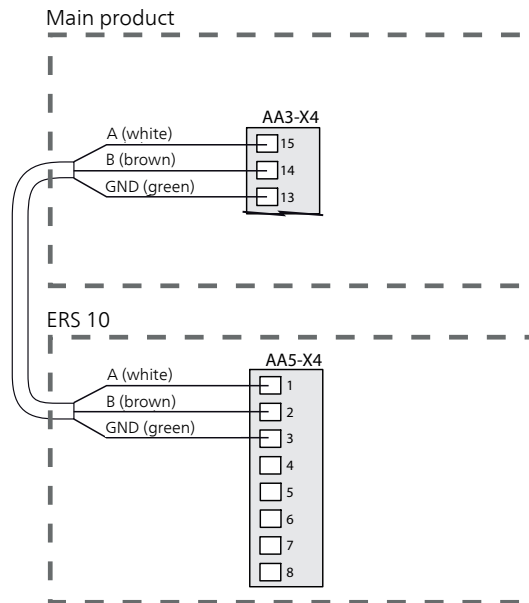 Main product
AA3-X4
A (white)
15
B (brown)
14
GND (green)
13
ERS 10
AA5-X4
A (white)
1
B (brown)
2
GND (green)
3
4
5
6
7
8